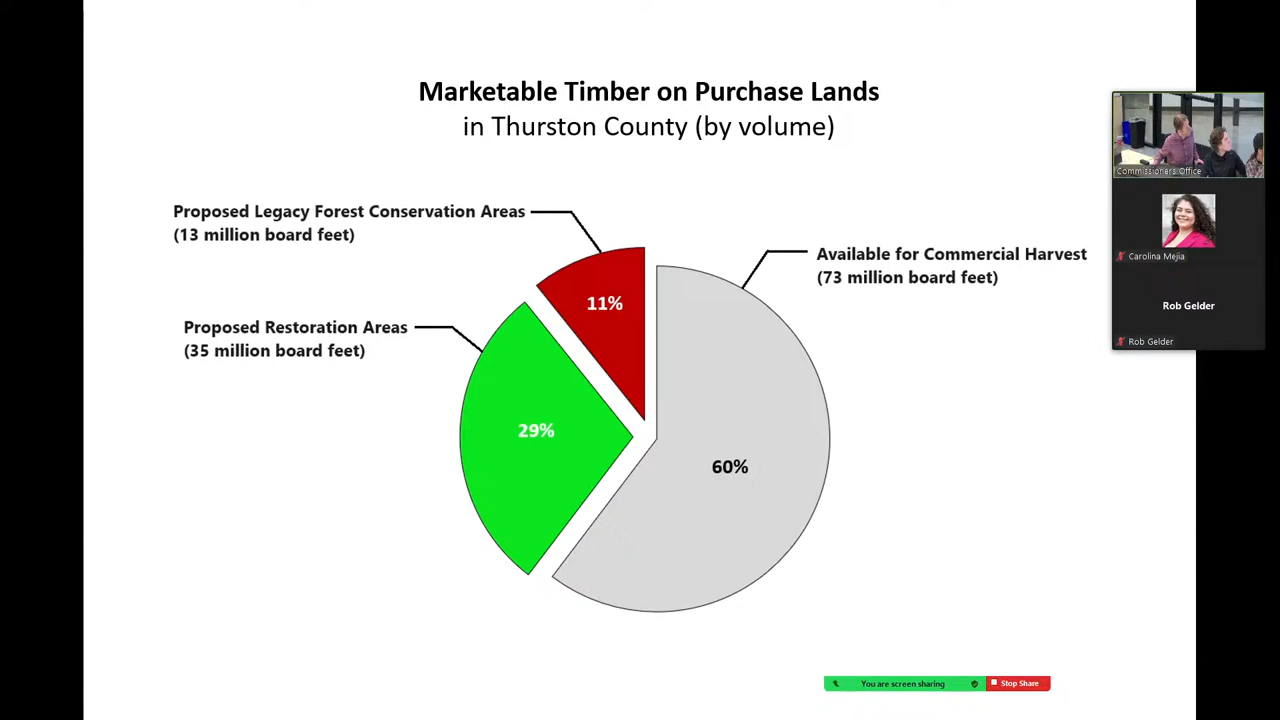 Marketable Timber on Purchase Lands
in Thurston County (by volume)
Proposed Legacy Forest Conservation Areas
(13 million board feet)
Available for Commercial Harvest
(73 million board feet)
Proposed Restoration Areas
(35 million board feet)
11%
29%
60%
Commissioners Office
Carolina Mejia
Rob Gelder
Rob Gelder
You are screen sharing
Stop Share